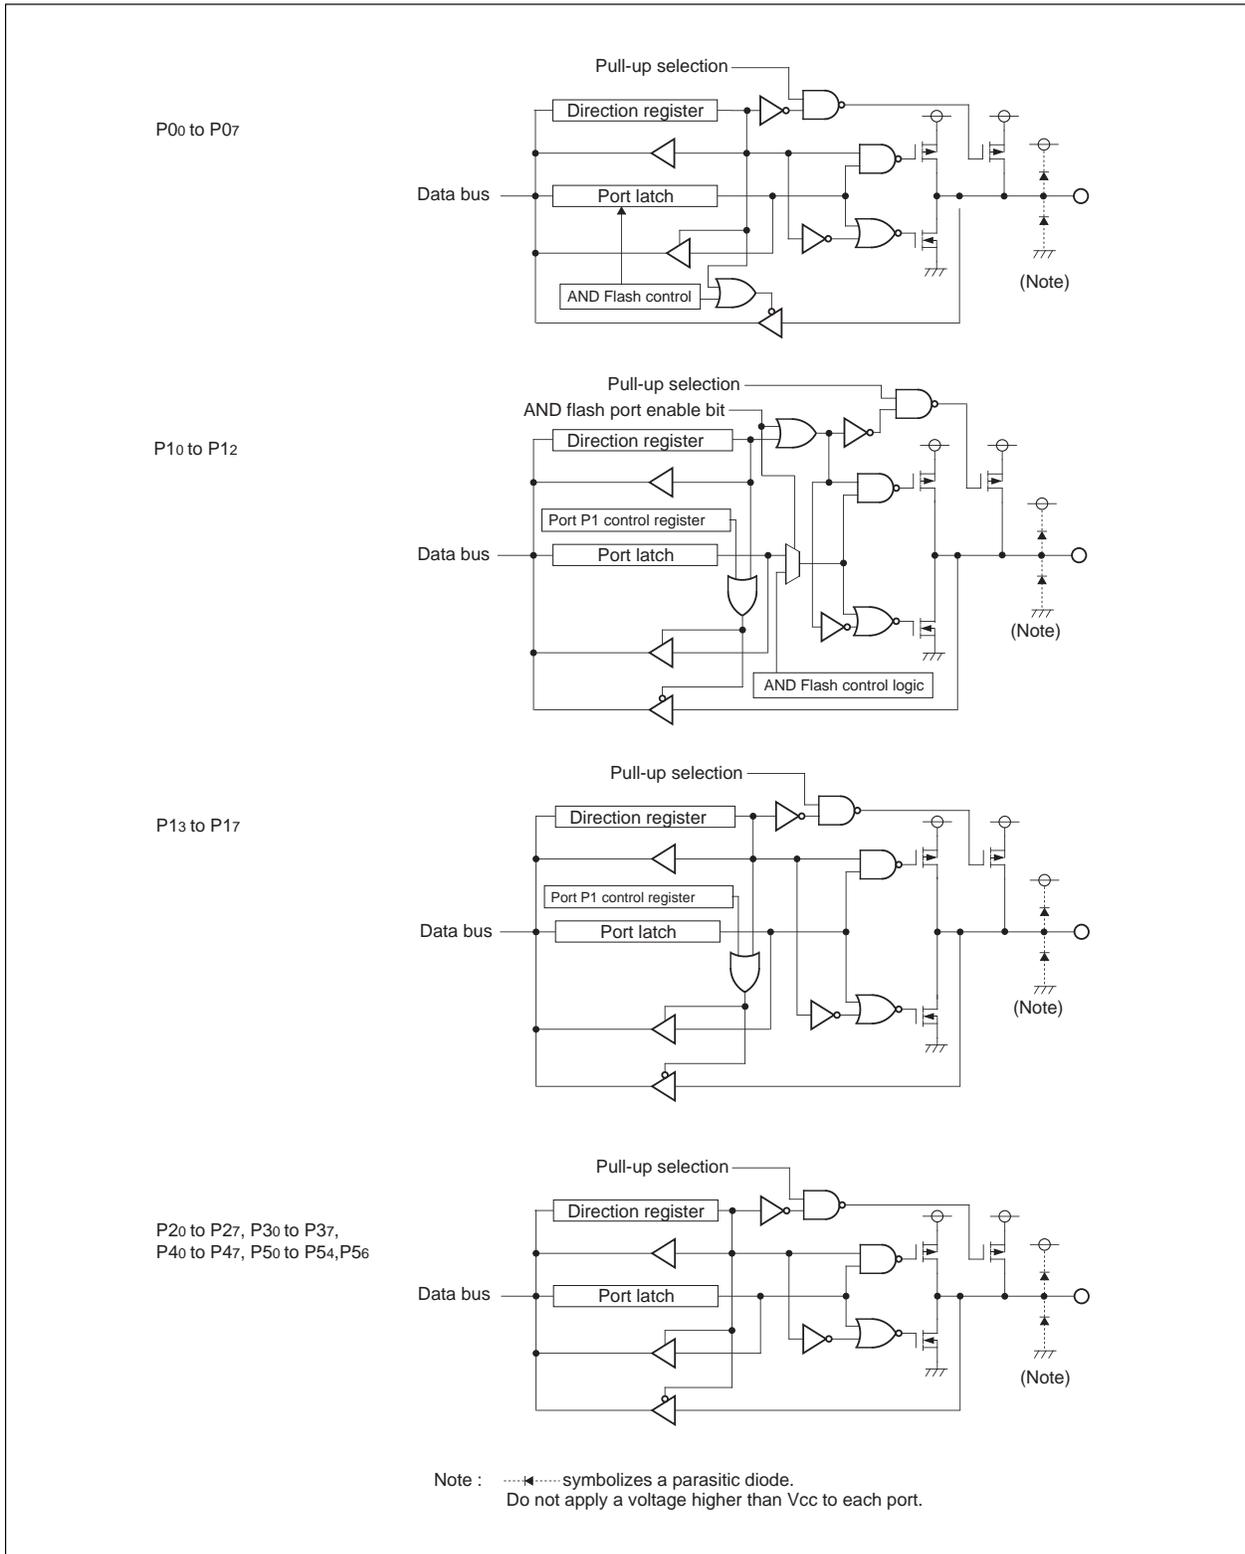 Pull-up selection
P00 to P07
Direction register
Data bus
Port latch
AND Flash control
(Note)
Pull-up selection
AND flash port enable bit
P10 to P12
Direction register
Port P1 control register
Data bus
Port latch
(Note)
AND Flash control logic
Pull-up selection
P13 to P17
Direction register
Port P1 control register
Data bus
Port latch
(Note)
Pull-up selection
Direction register
P20 to P27, P30 to P37,
P40 to P47, P50 to P54,P56
Data bus
Port latch
(Note)
Note : symbolizes a parasitic diode.
Do not apply a voltage higher than Vcc to each port.